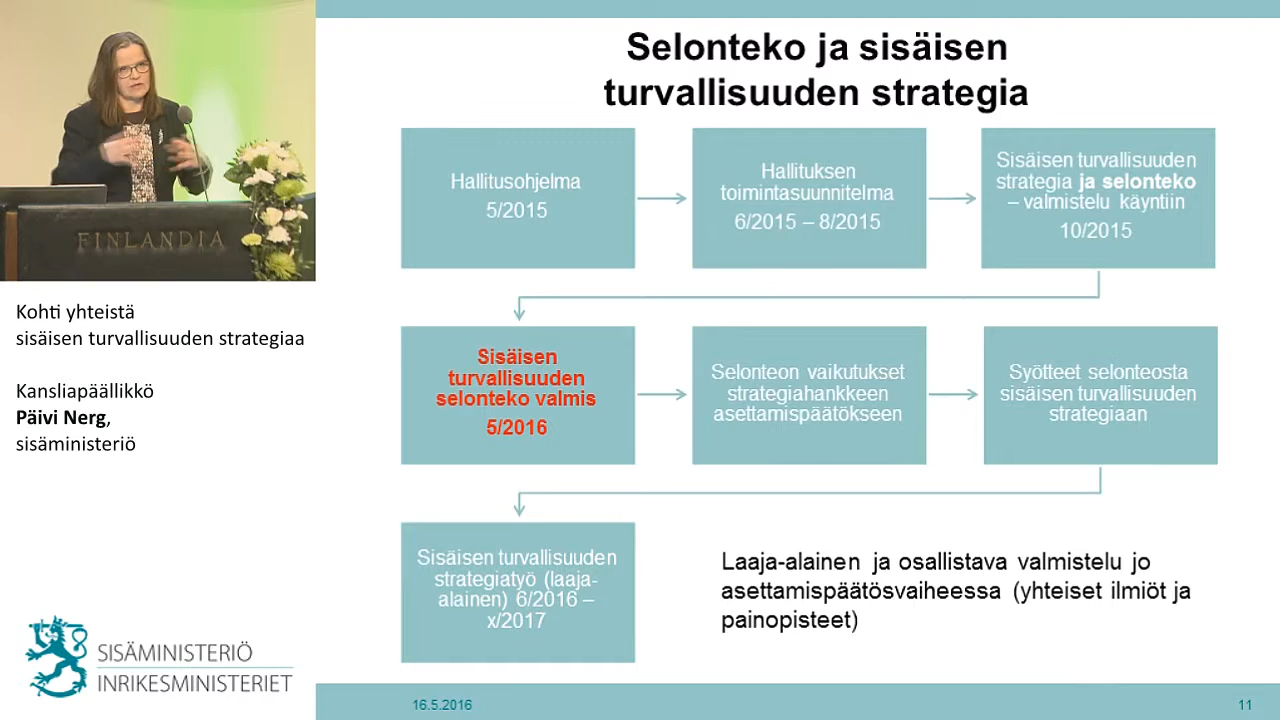 Selonteko ja sisäisen
turvallisuuden strategia
Hallitusohjelma
5/2015
Hallituksen
toimintasuunnitelma
6/2015 – 8/2015
Sisäisen turvallisuuden
strategia ja selonteko
– valmistelu käyntiin
10/2015
FINLANDIA
Kohti yhteistä
sisäisen turvallisuuden strategiaa
Kansliapäällikkö
Päivi Nerg,
sisäministeriö
Sisäisen
turvallisuuden
selonteko valmis
5/2016
Selonteon vaikutukset
strategiahankkeen
asettamispäätökseen
Syötteet selonteosta
sisäisen turvallisuuden
strategiaan
Sisäisen turvallisuuden
strategiatyö (laaja-
alainen) 6/2016 –
x/2017
Laaja-alainen ja osallistava valmistelu jo
asettamispäätösvaiheessa (yhteiset ilmiöt ja
painopisteet)
SISÄMINISTERIÖ
INRIKESMINISTERIET
16.5.2016
11